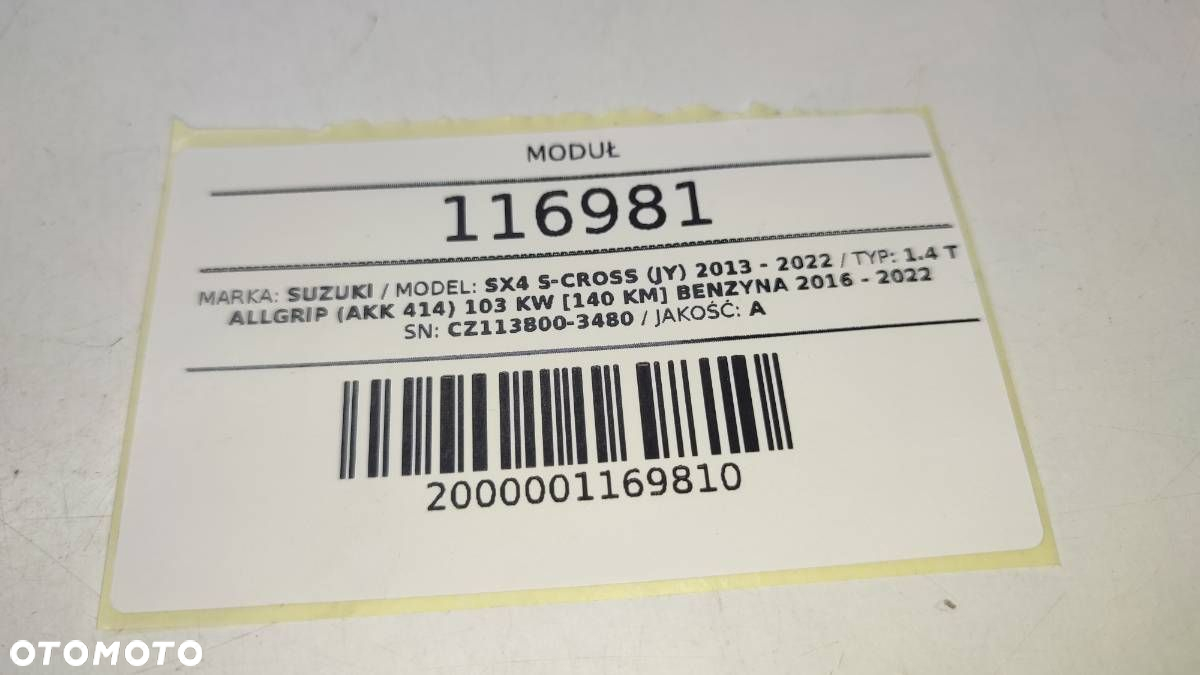 MODUŁ
116981
MARKA: SUZUKI / MODEL: SX4 S-CROSS (JY) 2013 - 2022 / TYP: 1.4 T
ALLGRIP (AKK 414) 103 KW [140 KM] BENZYNA 2016 - 2022
SN: CZ113800-3480 / JAKOŚĆ: A
2000001169810
OTOMOTO